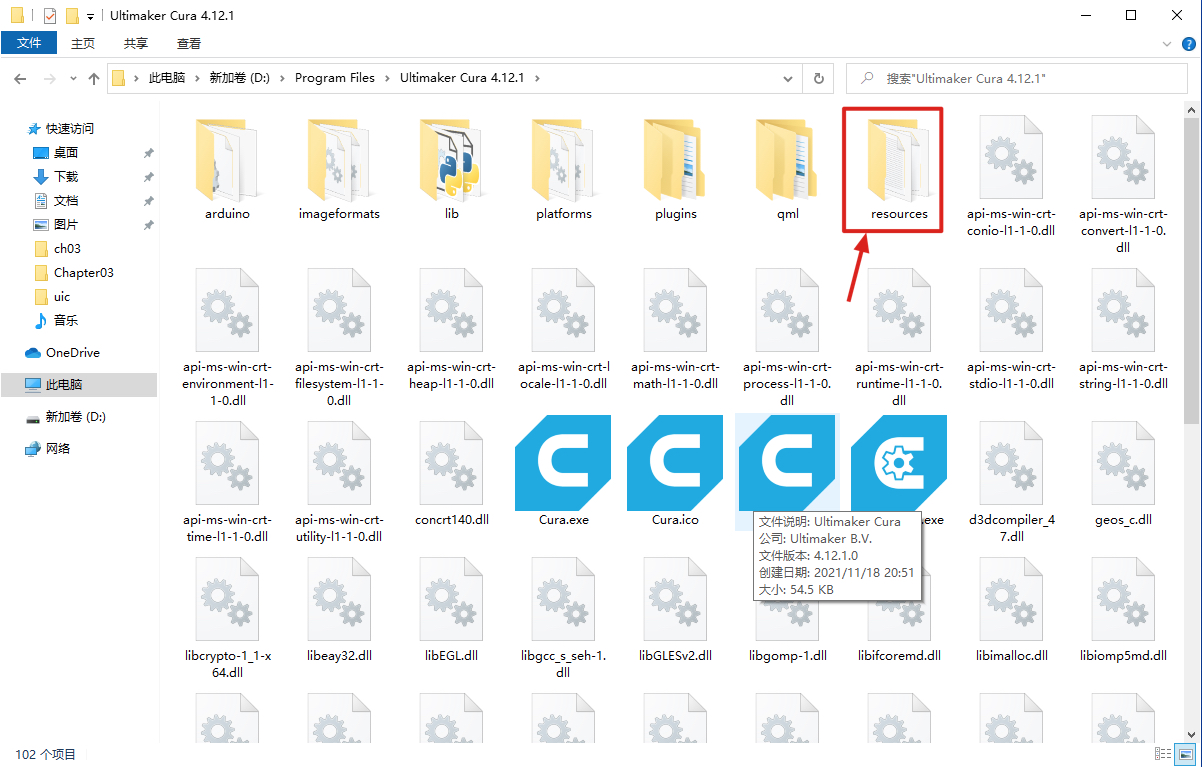 Ultimaker Cura 4.12.1
文件 主页 共享 查看
此电脑 新加卷 (D:) Program Files Ultimaker Cura 4.12.1
搜索"Ultimaker Cura 4.12.1"
快速访问
桌面
下载
文档
图片
ch03
Chapter03
uic
音乐
OneDrive
此电脑
新加卷 (D:)
网络
arduino
imageformats
lib
platforms
plugins
qml
resources
api-ms-win-crt-
conio-l1-1-0.dll
api-ms-win-crt-
convert-l1-1-0.
dll
api-ms-win-crt-
environment-l1-
1-0.dll
api-ms-win-crt-
filesystem-l1-1-
0.dll
api-ms-win-crt-
heap-l1-1-0.dll
api-ms-win-crt-l
ocale-l1-1-0.dll
api-ms-win-crt-
math-l1-1-0.dll
api-ms-win-crt-
process-l1-1-0.
dll
api-ms-win-crt-
runtime-l1-1-0.
dll
api-ms-win-crt-
stdio-l1-1-0.dll
api-ms-win-crt-
string-l1-1-0.dll
api-ms-win-crt-
time-l1-1-0.dll
api-ms-win-crt-
utility-l1-1-0.dll
concrt140.dll
Cura.exe
Cura.ico
.exe
d3dcompiler_4
7.dll
geos_c.dll
文件说明: Ultimaker Cura
公司: Ultimaker B.V.
文件版本: 4.12.1.0
创建日期: 2021/11/18 20:51
大小: 54.5 KB
libcrypto-1_1-x
64.dll
libeay32.dll
libEGL.dll
libgcc_s_seh-1.
dll
libGLESv2.dll
libgomp-1.dll
libifcoremd.dll
libimalloc.dll
libiomp5md.dll
102 个项目